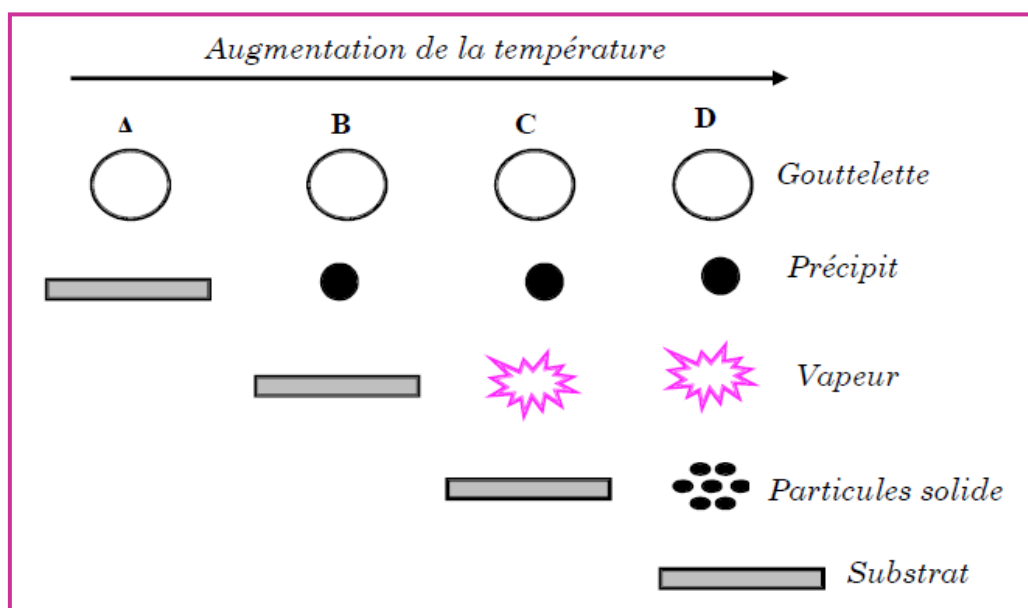 Augmentation de la température
A B C D
Gouttelette
Précipit
Vapeur
Particules solide
Substrat